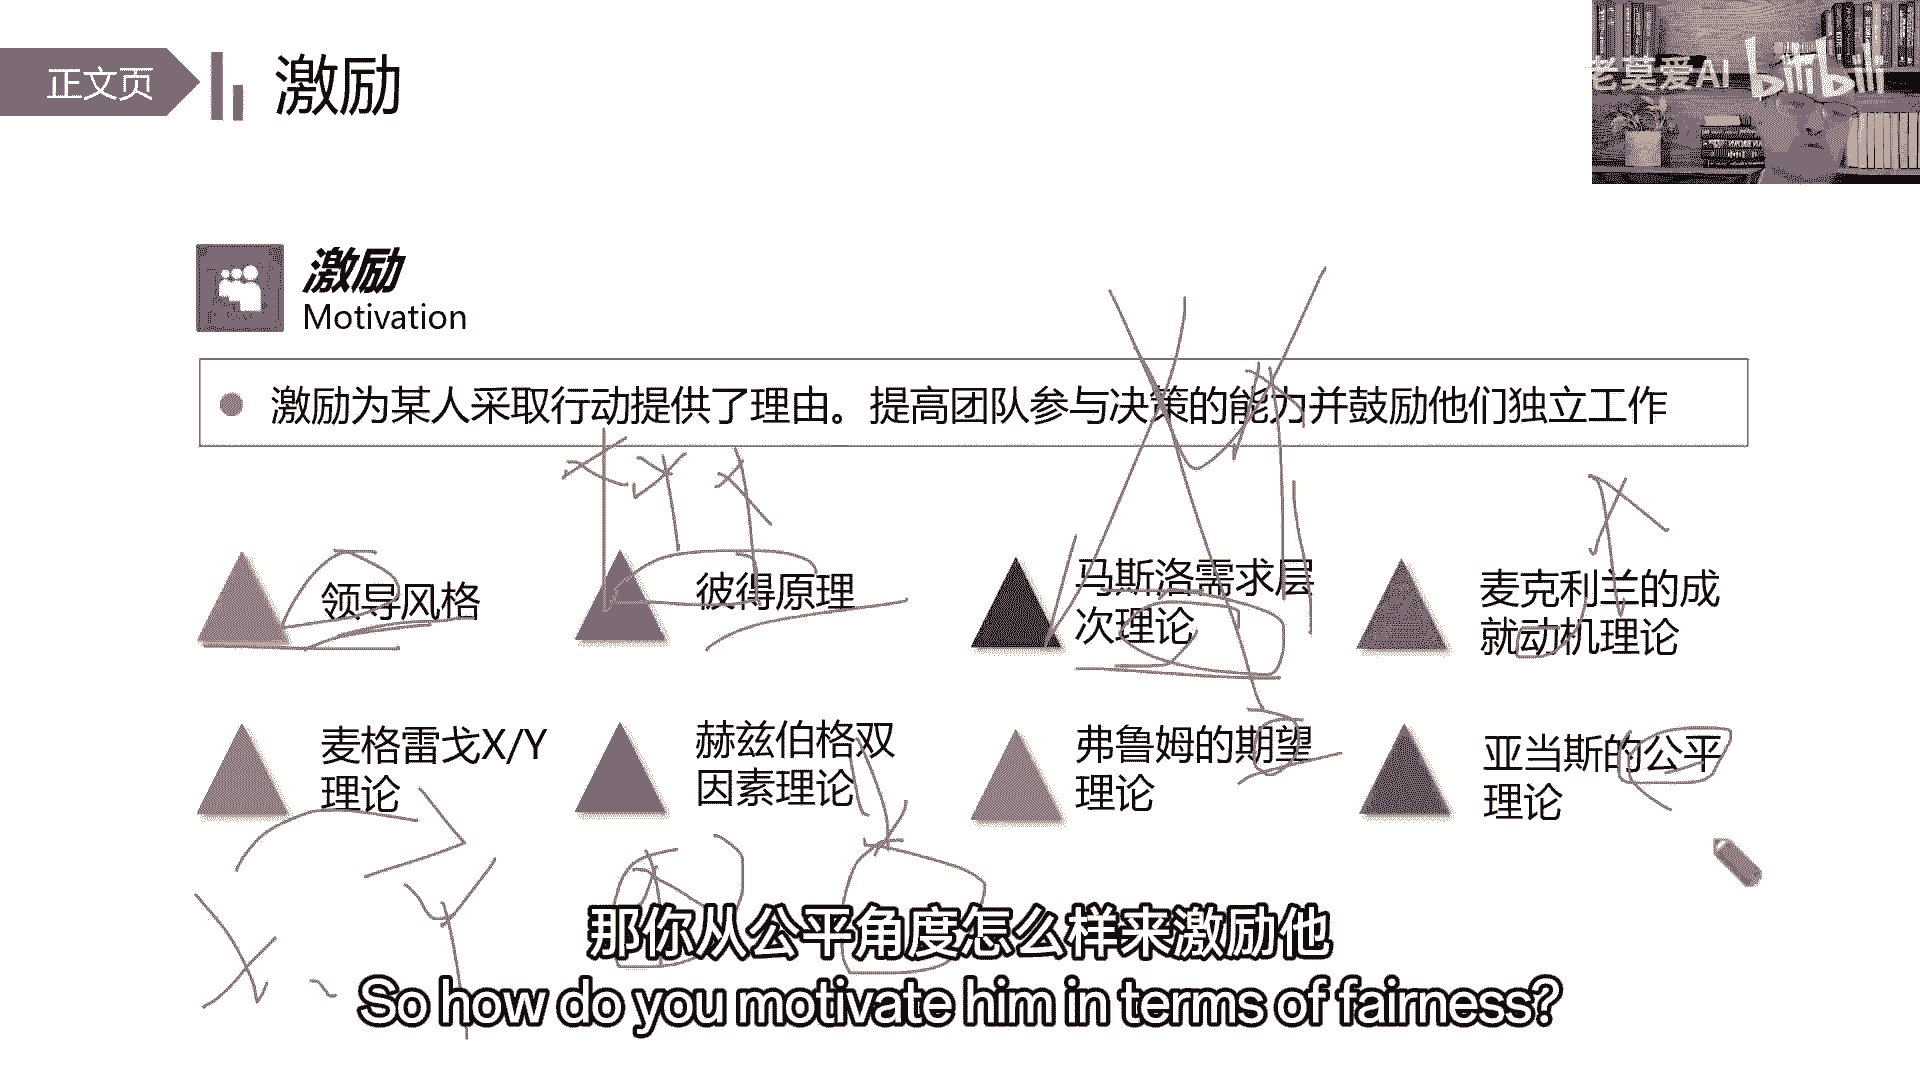 正文页
激励
老莫爱AI bilibili
激励
Motivation
激励为某人采取行动提供了理由。提高团队参与决策的能力并鼓励他们独立工作
领导风格
彼得原理
马斯洛需求层
次理论
麦克利兰的成
就动机理论
麦格雷戈X/Y
理论
赫兹伯格双
因素理论
弗鲁姆的期望
理论
亚当斯的公平
理论
X ~ Y
那你从公平角度怎么样来激励他
So how do you motivate him in terms of fairness?